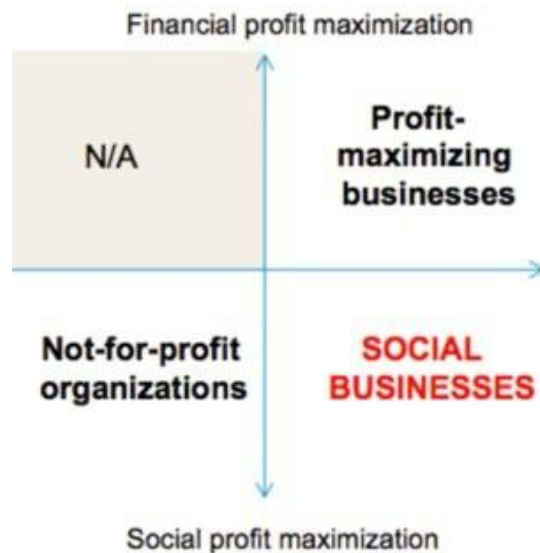 Financial profit maximization
N/A
Profit-
maximizing
businesses
Not-for-profit
organizations
SOCIAL
BUSINESSES
Social profit maximization